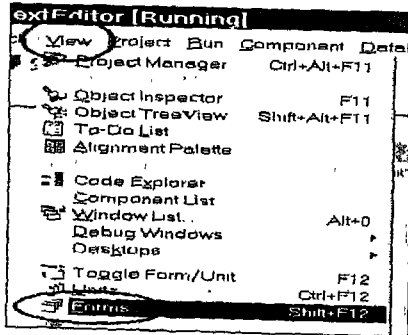 extEditor [Running]
View Project Run Component Datab
Project Manager Ctrl+Alt+F11
Object Inspector F11
Object TreeView Shift+Alt+F11
To-Do List
Alignment Palette
Code Explorer
Component List
Window List... Alt+0
Debug Windows
Desktops
Toggle Form/Unit F12
Units... Ctrl+F12
Forms... Shift+F12